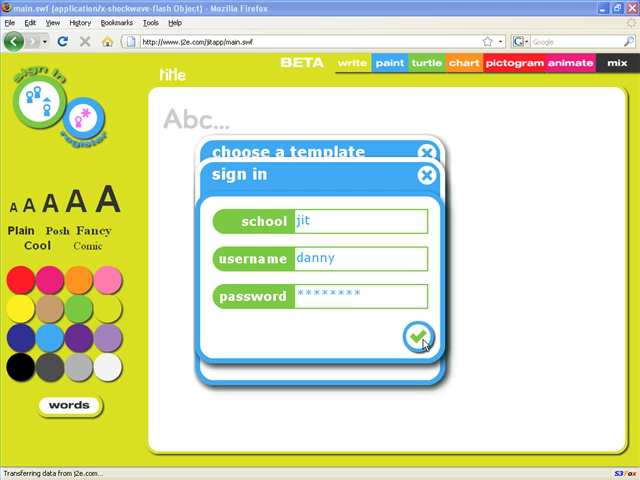 main.swf (application/x-shockwave-flash Object) - Mozilla Firefox
File Edit View History Bookmarks Tools Help
http://www.j2e.com/jitapp/main.swf
Google
sign in
register
title
BETA write paint turtle chart pictogram animate mix
Abc...
choose a template
sign in
school jit
username danny
password ********
A A A A A
Plain Posh Fancy
Cool Comic
words
Transferring data from j2e.com...
S3Fox